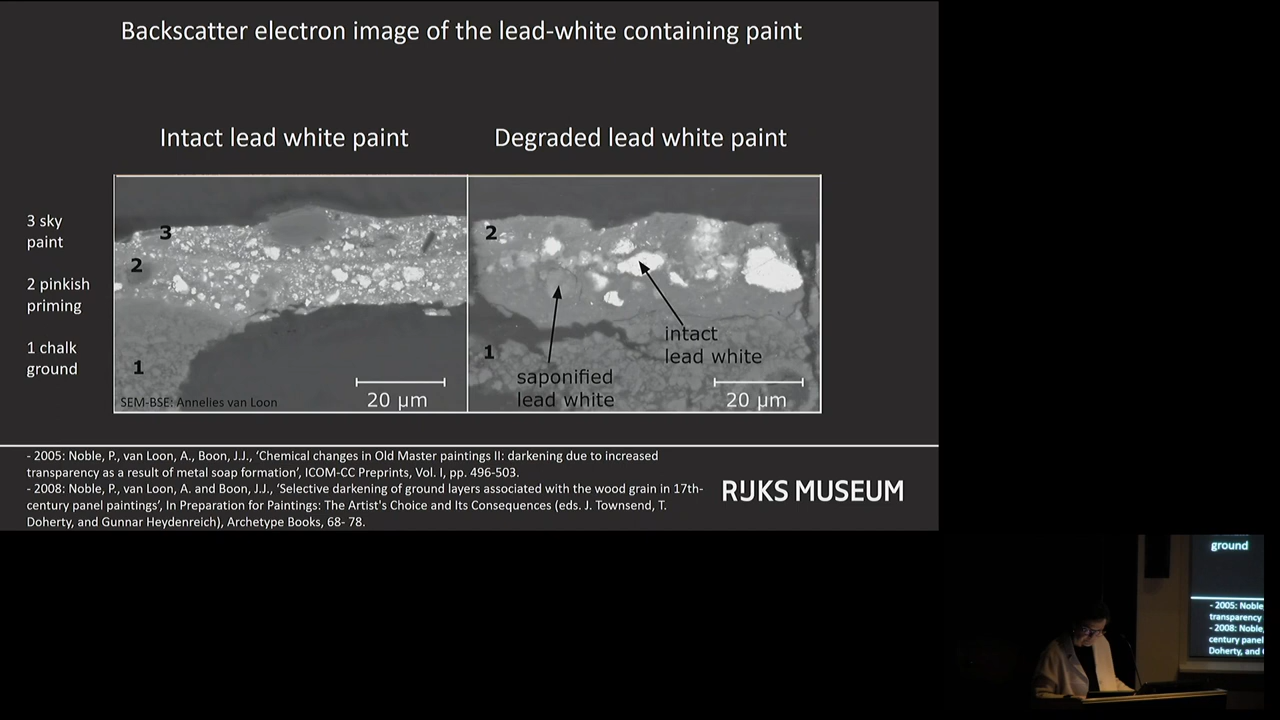 Backscatter electron image of the lead-white containing paint
Intact lead white paint
Degraded lead white paint
3 sky
paint
2 pinkish
priming
1 chalk
ground
3
2
1
SEM-BSE: Annelies van Loon
20 µm
2
1
intact
lead white
saponified
lead white
20 µm
- 2005: Noble, P., van Loon, A., Boon, J.J., ‘Chemical changes in Old Master paintings II: darkening due to increased
transparency as a result of metal soap formation’, ICOM-CC Preprints, Vol. I, pp. 496-503.
- 2008: Noble, P., van Loon, A. and Boon, J.J., ‘Selective darkening of ground layers associated with the wood grain in 17th-
century panel paintings’, In Preparation for Paintings: The Artist's Choice and Its Consequences (eds. J. Townsend, T.
Doherty, and Gunnar Heydenreich), Archetype Books, 68- 78.
RIJKS MUSEUM
ground
- 2005: Noble
transparency
- 2008: Noble,
century panel
Doherty, and